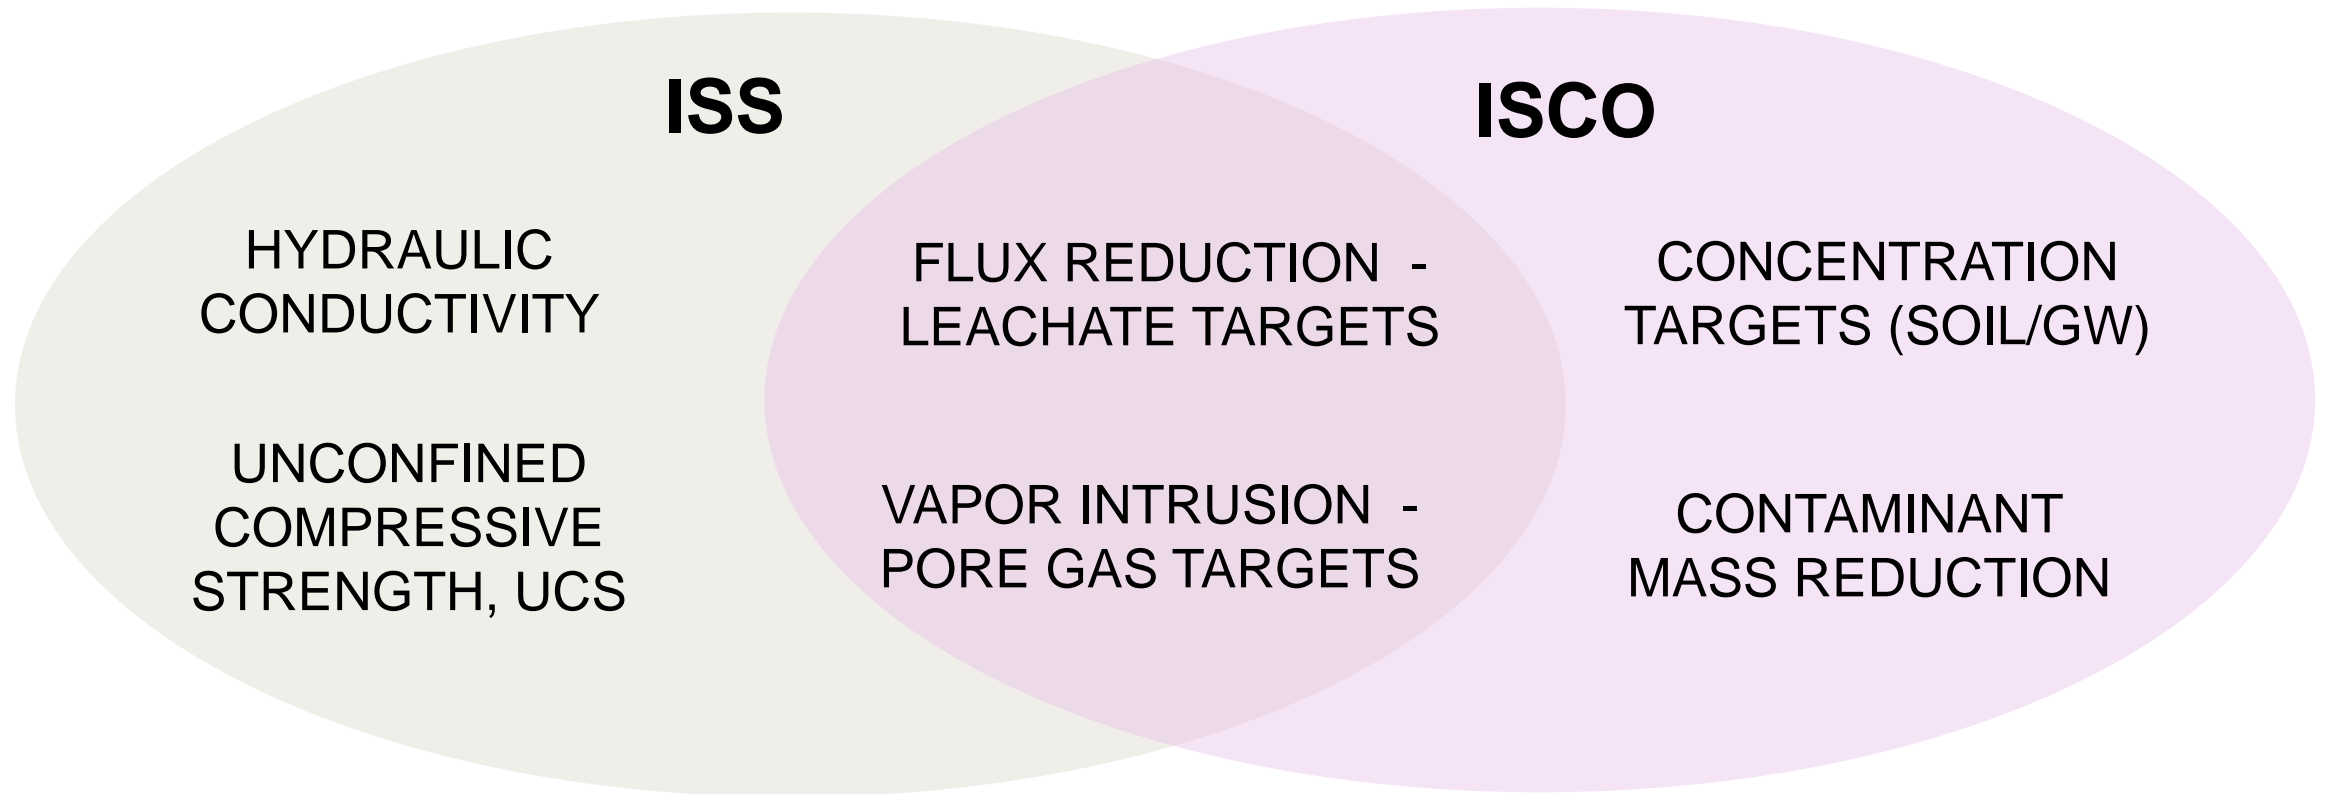 ISS
ISCO
HYDRAULIC
CONDUCTIVITY
UNCONFINED
COMPRESSIVE
STRENGTH, UCS
FLUX REDUCTION -
LEACHATE TARGETS
VAPOR INTRUSION -
PORE GAS TARGETS
CONCENTRATION
TARGETS (SOIL/GW)
CONTAMINANT
MASS REDUCTION